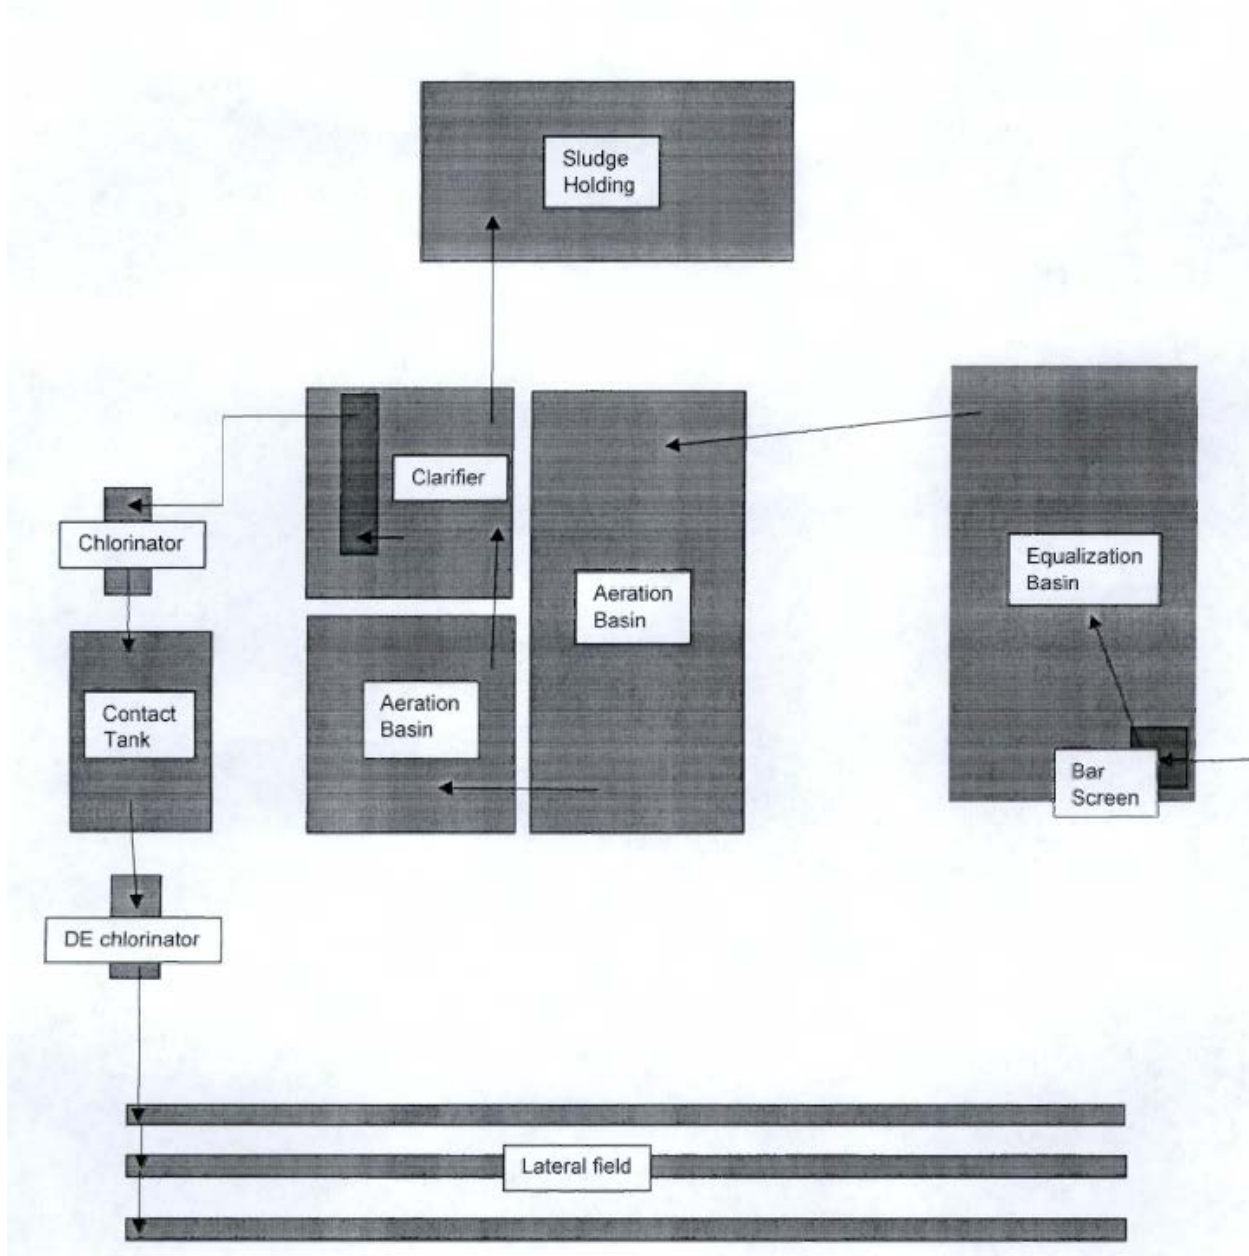 Sludge
Holding
Clarifier
Chlorinator
Aeration
Basin
Equalization
Basin
Contact
Tank
Aeration
Basin
Bar
Screen
DE chlorinator
Lateral field